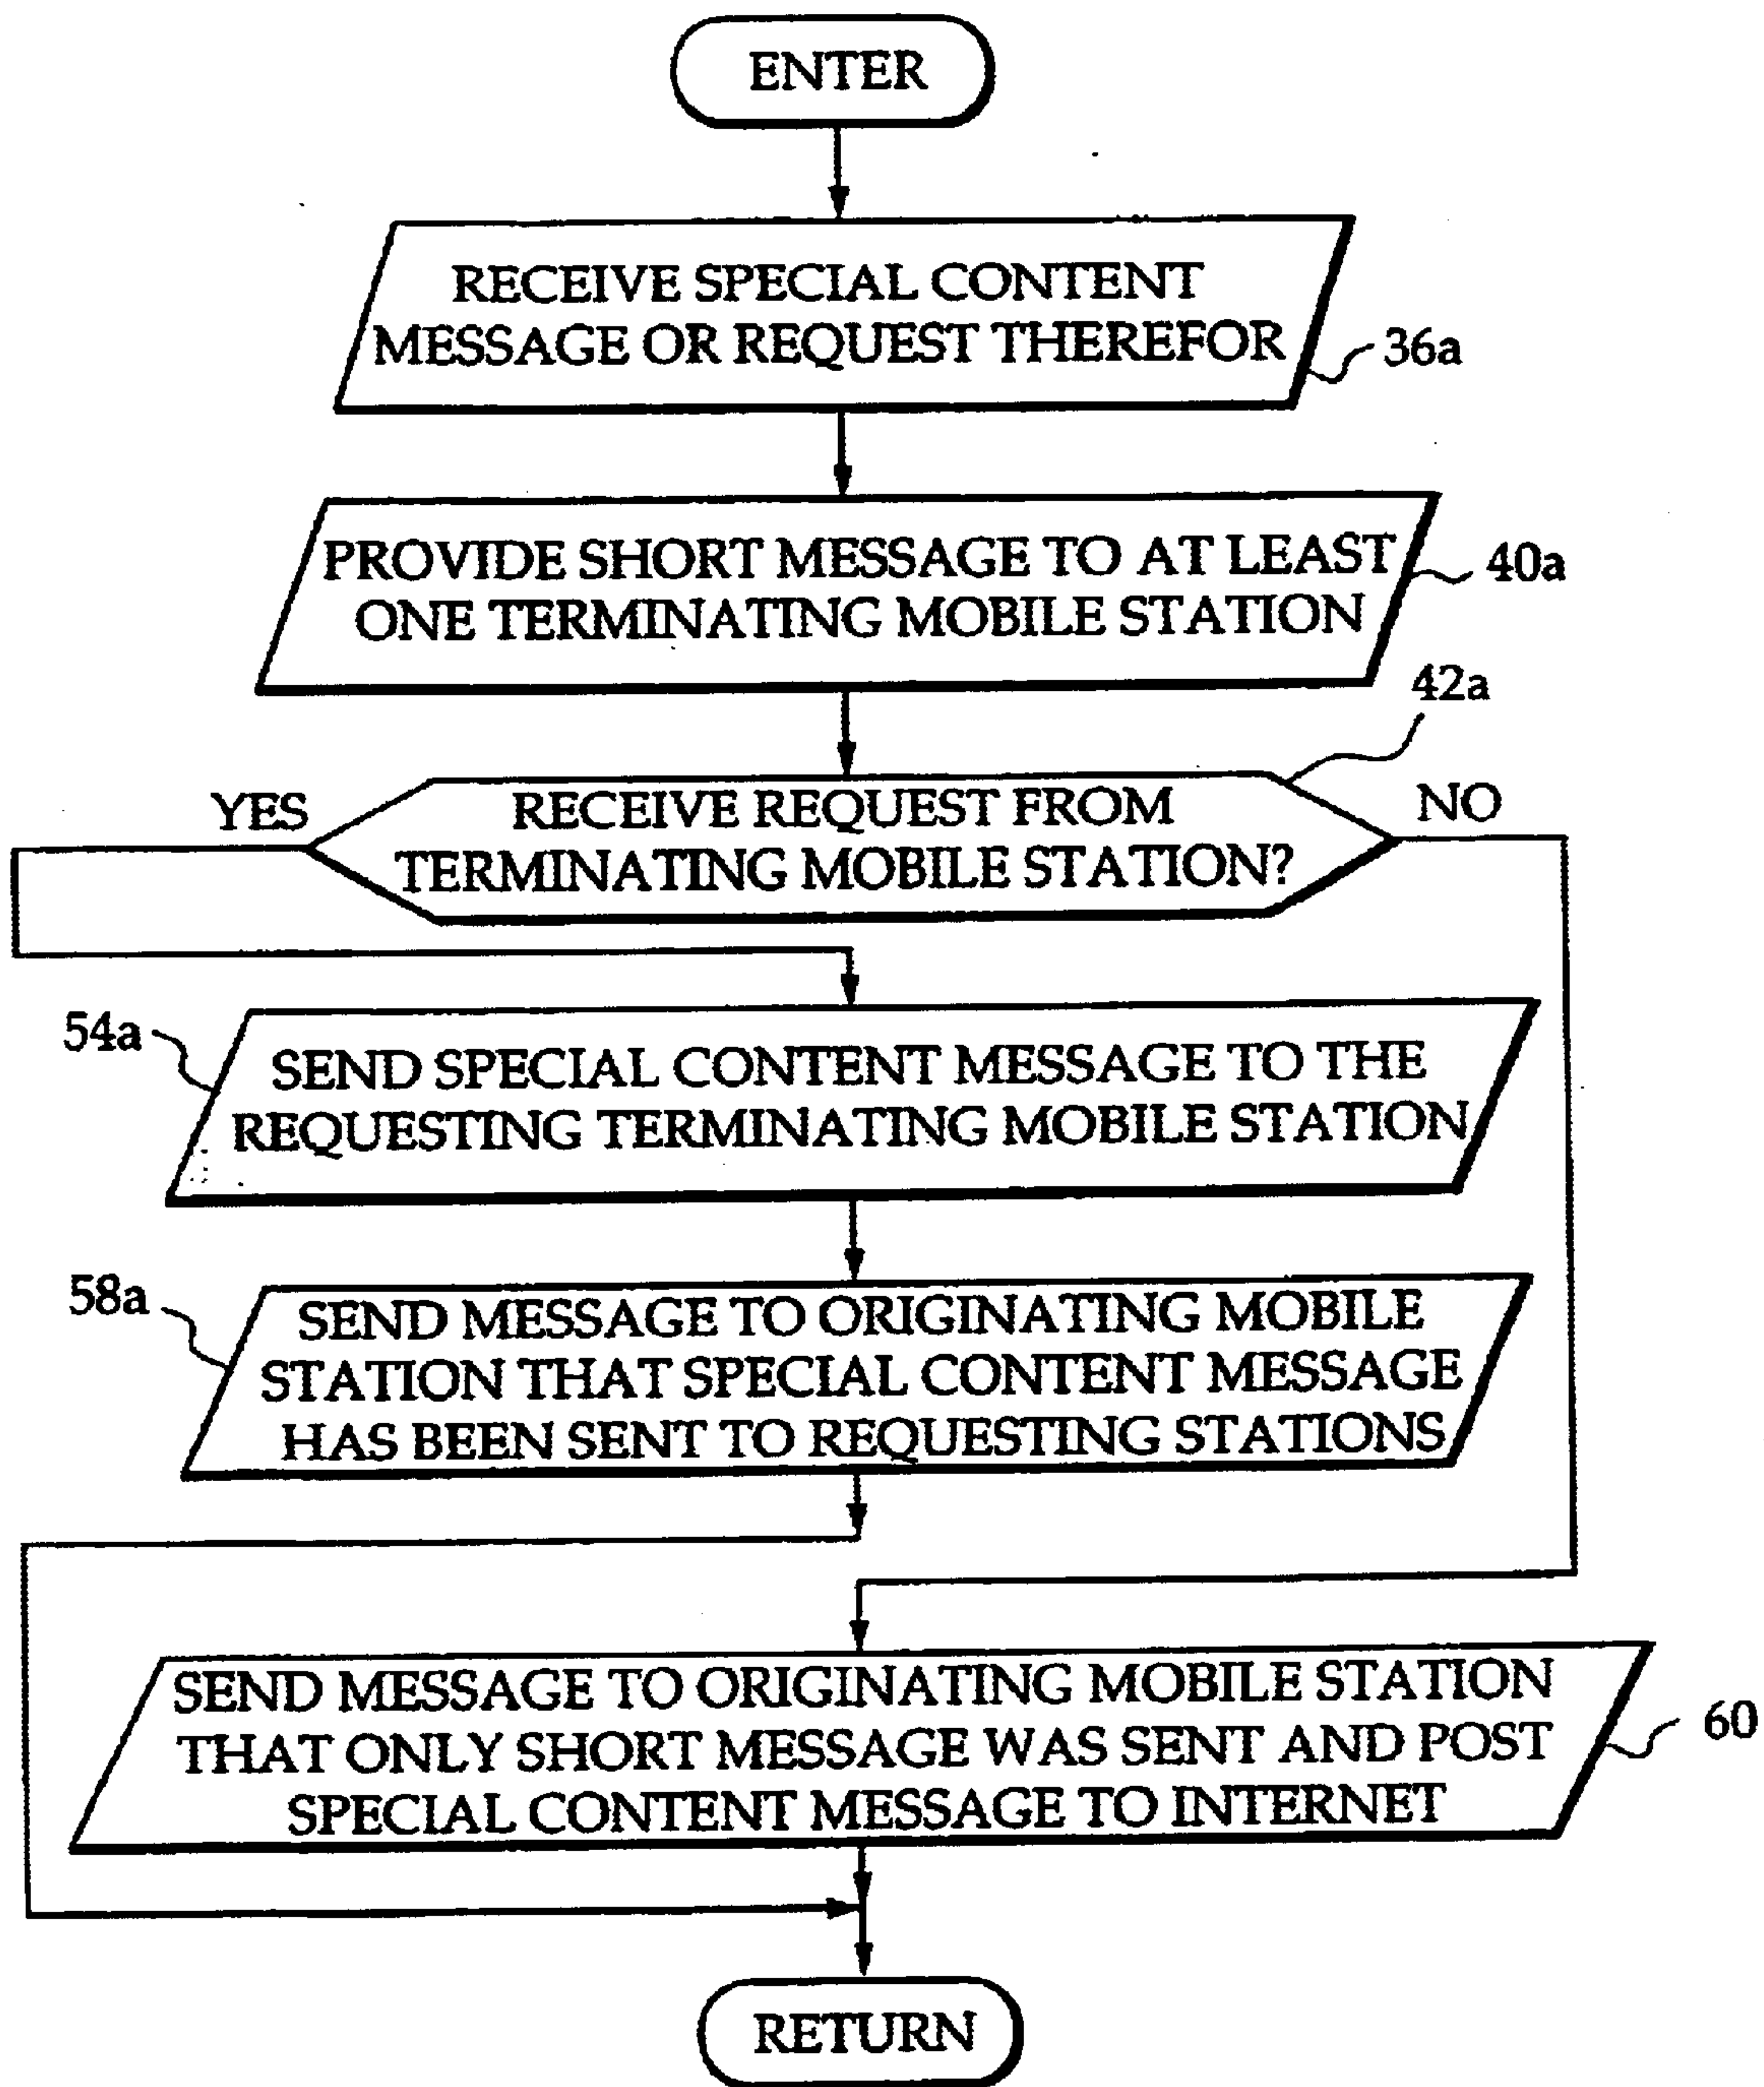 ENTER
RECEIVE SPECIAL CONTENT
MESSAGE OR REQUEST THEREFOR
36a
PROVIDE SHORT MESSAGE TO AT LEAST
ONE TERMINATING MOBILE STATION
40a
42a
YES
RECEIVE REQUEST FROM
TERMINATING MOBILE STATION?
NO
54a
SEND SPECIAL CONTENT MESSAGE TO THE
REQUESTING TERMINATING MOBILE STATION
58a
SEND MESSAGE TO ORIGINATING MOBILE
STATION THAT SPECIAL CONTENT MESSAGE
HAS BEEN SENT TO REQUESTING STATIONS
SEND MESSAGE TO ORIGINATING MOBILE STATION
THAT ONLY SHORT MESSAGE WAS SENT AND POST
SPECIAL CONTENT MESSAGE TO INTERNET
60
RETURN